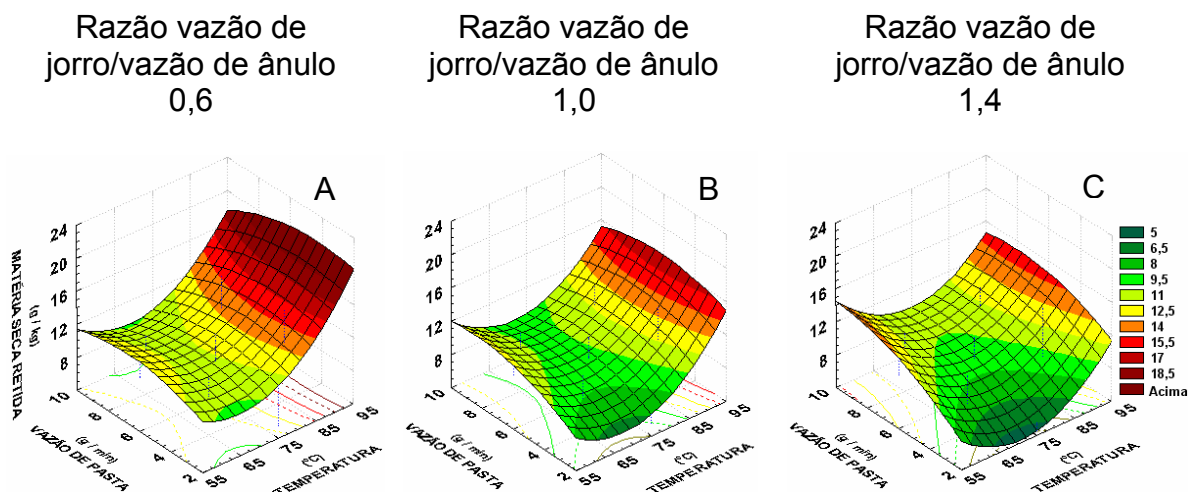 Razão vazão de
jorro/vazão de ânulo
0,6
Razão vazão de
jorro/vazão de ânulo
1,0
Razão vazão de
jorro/vazão de ânulo
1,4
A
24
20
16
12
8
MATÉRIA SECA RETIDA
(g / kg)
10
8
6
4
2
VAZÃO DE PASTA
(g / min)
55
65
75
85
95
(ºC)
TEMPERATURA
B
24
20
16
12
8
10
8
6
4
2
VAZÃO DE PASTA
(g / min)
55
65
75
85
95
(ºC)
TEMPERATURA
C
24
20
16
12
8
10
8
6
4
2
VAZÃO DE PASTA
(g / min)
55
65
75
85
95
(ºC)
TEMPERATURA
5
6,5
8
9,5
11
12,5
14
15,5
17
18,5
Acima